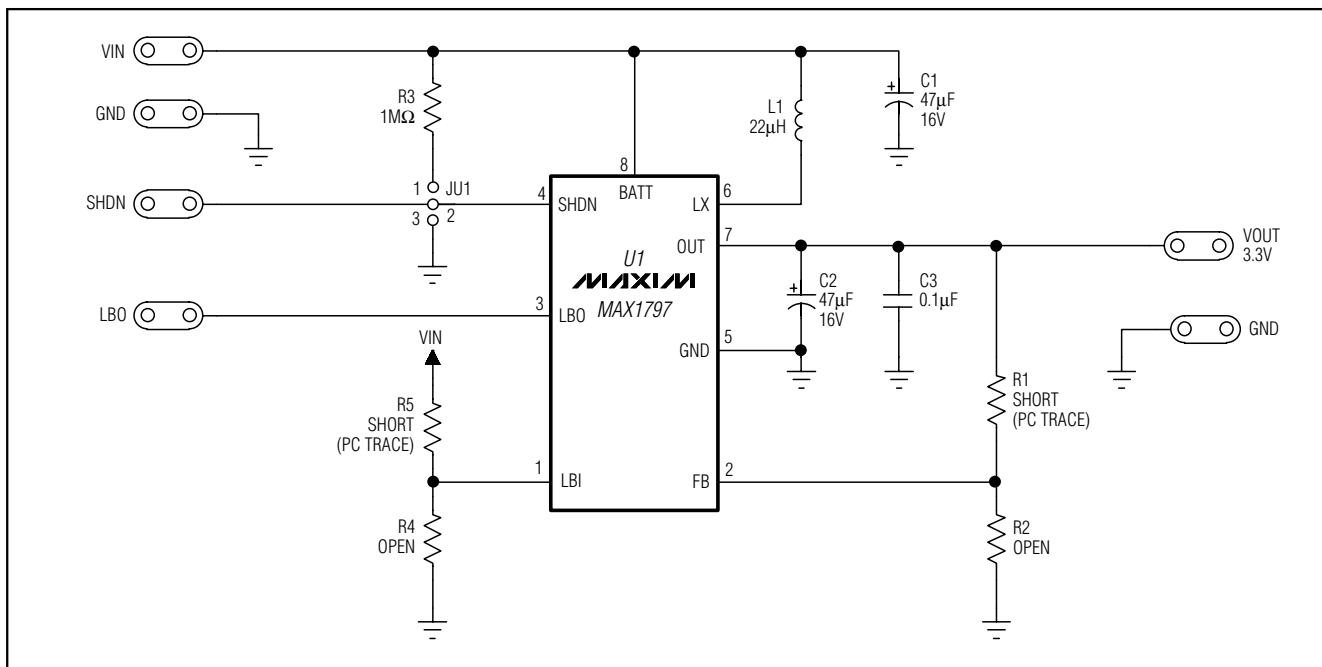 VIN
GND
SHDN
LBO
R3
1MΩ
1
JU1
3
2
VIN
R5
SHORT
(PC TRACE)
R4
OPEN
4
SHDN
8
BATT
LX
6
OUT
7
U1
MAXIM
MAX1797
3
LBO
GND
5
1
LBI
FB
2
L1
22μH
+
C1
47μF
16V
+
C2
47μF
16V
C3
0.1μF
VOUT
3.3V
GND
R1
SHORT
(PC TRACE)
R2
OPEN